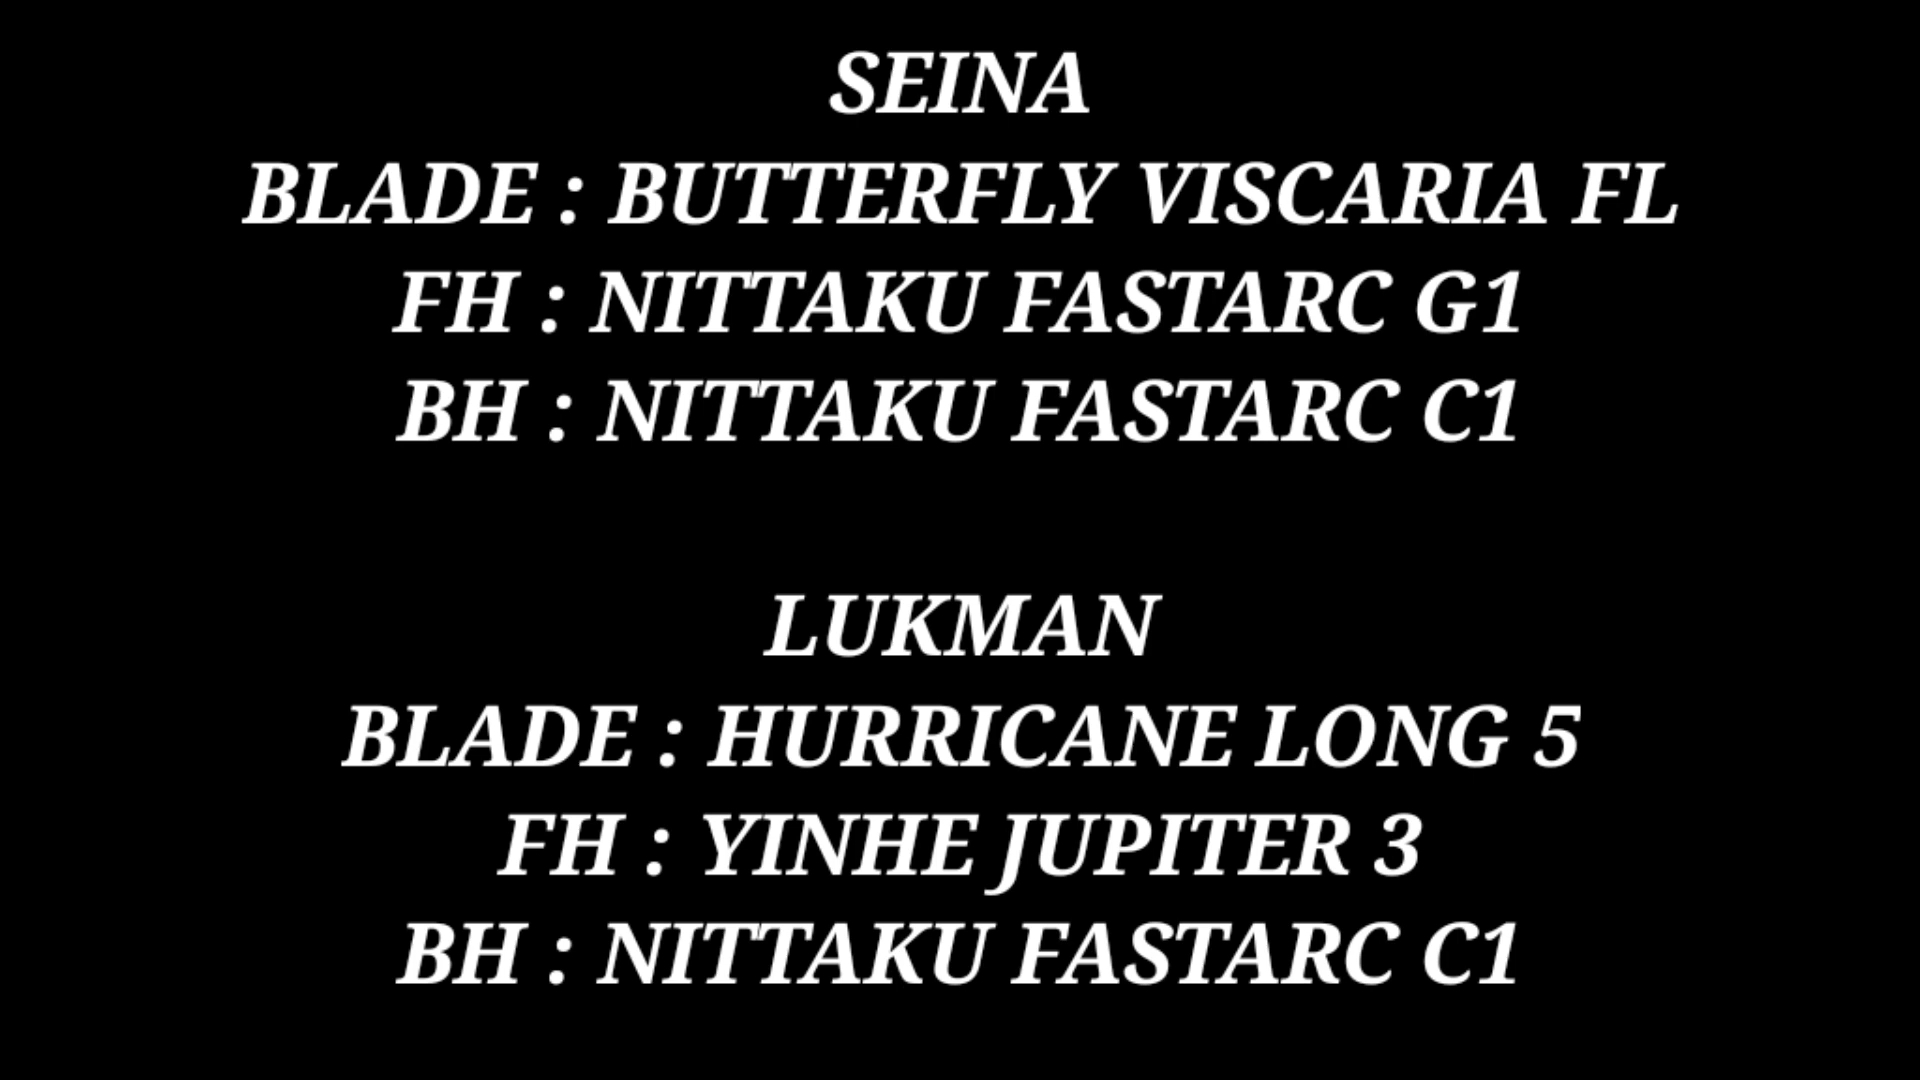 SEINA
BLADE : BUTTERFLY VISCARIA FL
FH : NITTAKU FASTARC G1
BH : NITTAKU FASTARC C1
LUKMAN
BLADE : HURRICANE LONG 5
FH : YINHE JUPITER 3
BH : NITTAKU FASTARC C1